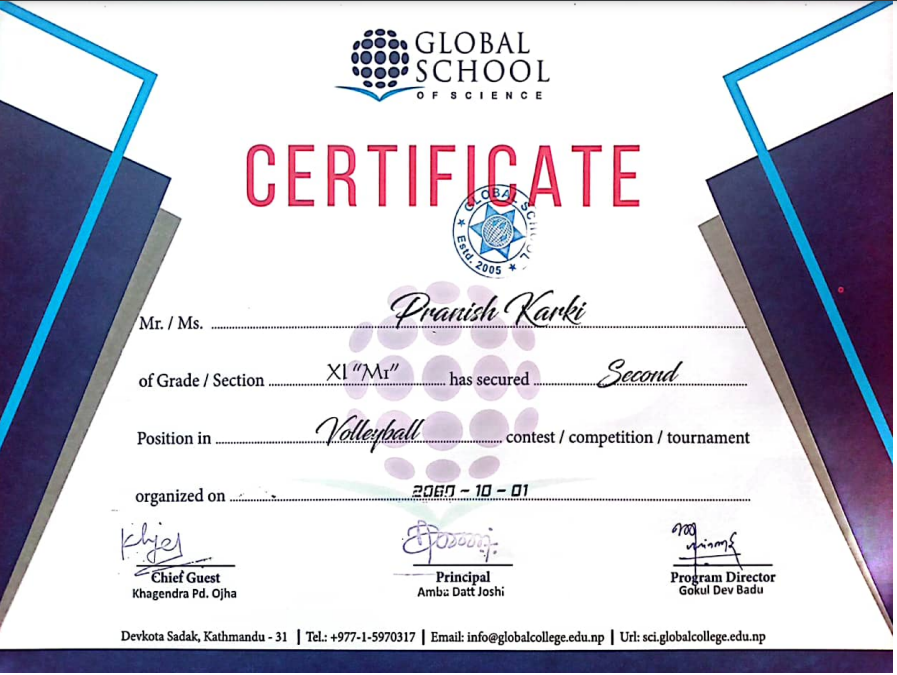 GLOBAL
SCHOOL
OF SCIENCE
CERTIFICATE
GLOBAL SCHOOL
Estd. 2005
Mr. / Ms. Pranish Karki
of Grade / Section XI "M1" has secured Second
Position in Volleyball contest / competition / tournament
organized on 2080 - 10 - 01
Chief Guest Principal Program Director
Khagendra Pd. Ojha Amba Datt Joshi Gokul Dev Badu
Devkota Sadak, Kathmandu - 31 | Tel.: +977-1-5970317 | Email: info@globalcollege.edu.np | Url: sci.globalcollege.edu.np